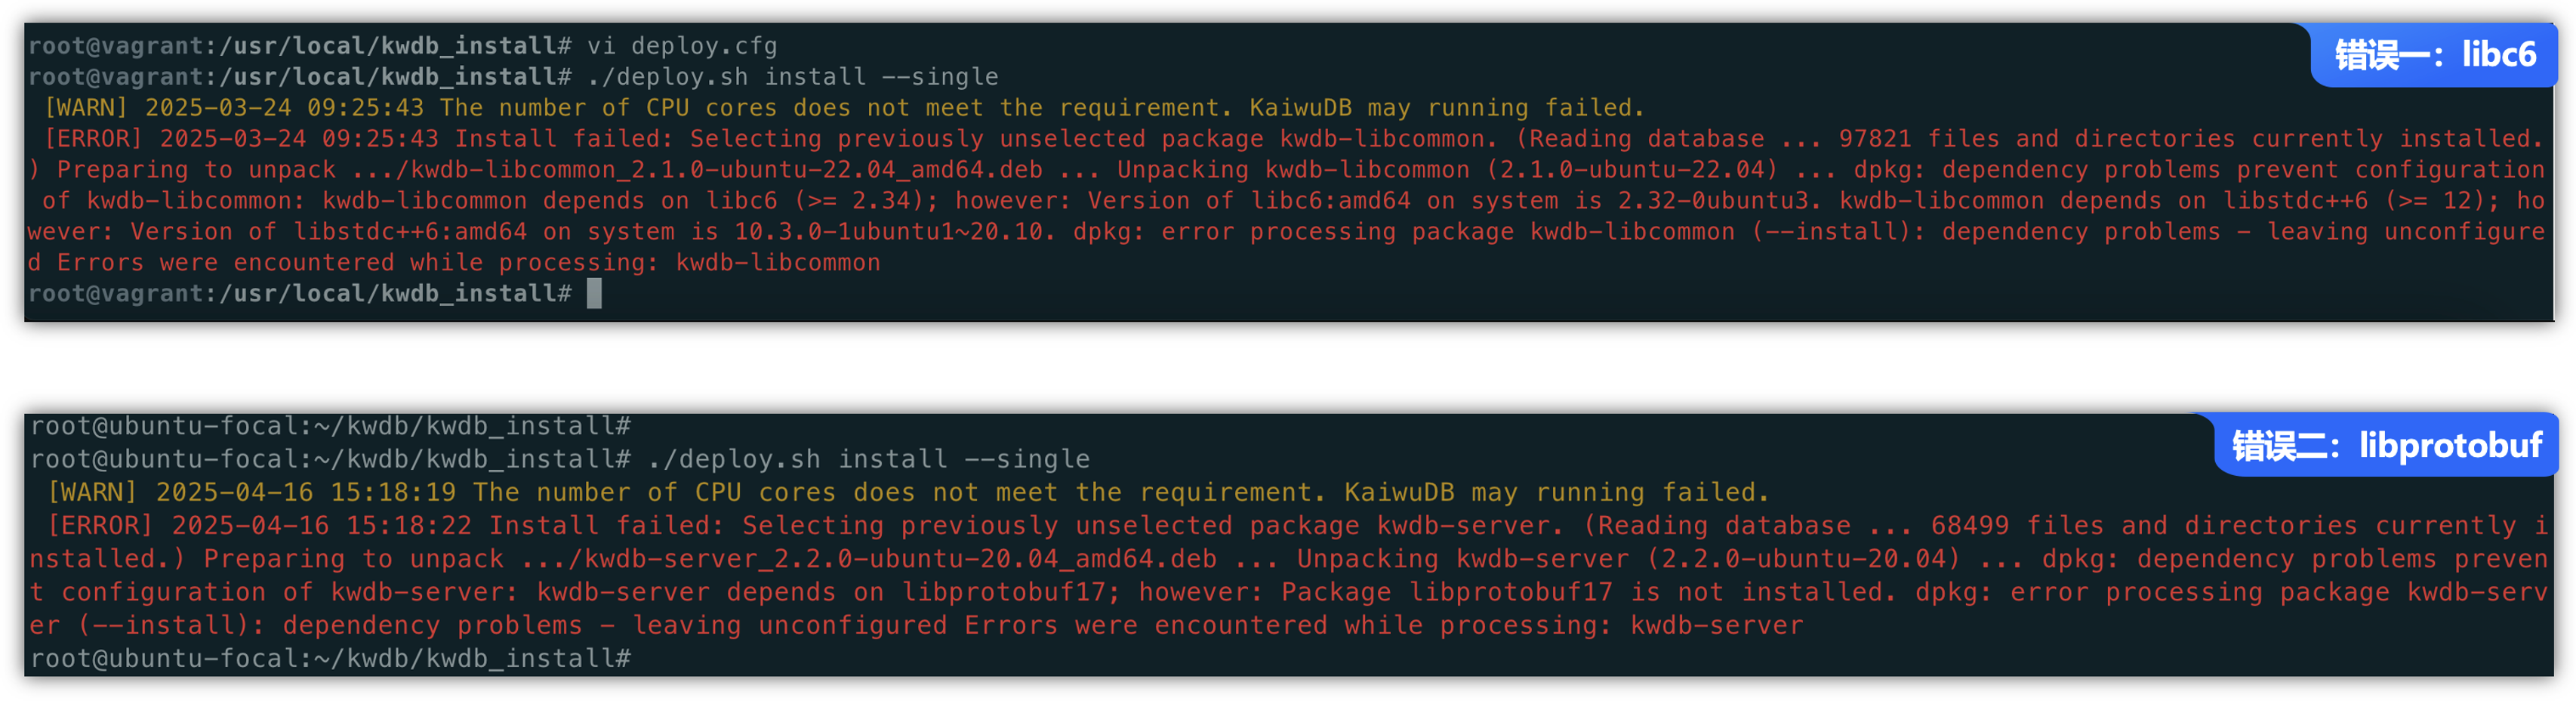 root@vagrant:/usr/local/kwdb_install# vi deploy.cfg
错误一：libc6
root@vagrant:/usr/local/kwdb_install# ./deploy.sh install --single
[WARN] 2025-03-24 09:25:43 The number of CPU cores does not meet the requirement. KaiwuDB may running failed.
[ERROR] 2025-03-24 09:25:43 Install failed: Selecting previously unselected package kwdb-libcommon. (Reading database ... 97821 files and directories currently installed.
) Preparing to unpack .../kwdb-libcommon_2.1.0-ubuntu-22.04_amd64.deb ... Unpacking kwdb-libcommon (2.1.0-ubuntu-22.04) ... dpkg: dependency problems prevent configuration
of kwdb-libcommon: kwdb-libcommon depends on libc6 (>= 2.34); however: Version of libc6:amd64 on system is 2.32-0ubuntu3. kwdb-libcommon depends on libstdc++6 (>= 12); ho
wever: Version of libstdc++6:amd64 on system is 10.3.0-1ubuntu1~20.10. dpkg: error processing package kwdb-libcommon (--install): dependency problems - leaving unconfigure
d Errors were encountered while processing: kwdb-libcommon
root@vagrant:/usr/local/kwdb_install#
root@ubuntu-focal:~/kwdb/kwdb_install#
错误二：libprotobuf
root@ubuntu-focal:~/kwdb/kwdb_install# ./deploy.sh install --single
[WARN] 2025-04-16 15:18:19 The number of CPU cores does not meet the requirement. KaiwuDB may running failed.
[ERROR] 2025-04-16 15:18:22 Install failed: Selecting previously unselected package kwdb-server. (Reading database ... 68499 files and directories currently i
nstalled.) Preparing to unpack .../kwdb-server_2.2.0-ubuntu-20.04_amd64.deb ... Unpacking kwdb-server (2.2.0-ubuntu-20.04) ... dpkg: dependency problems preven
t configuration of kwdb-server: kwdb-server depends on libprotobuf17; however: Package libprotobuf17 is not installed. dpkg: error processing package kwdb-serv
er (--install): dependency problems - leaving unconfigured Errors were encountered while processing: kwdb-server
root@ubuntu-focal:~/kwdb/kwdb_install#